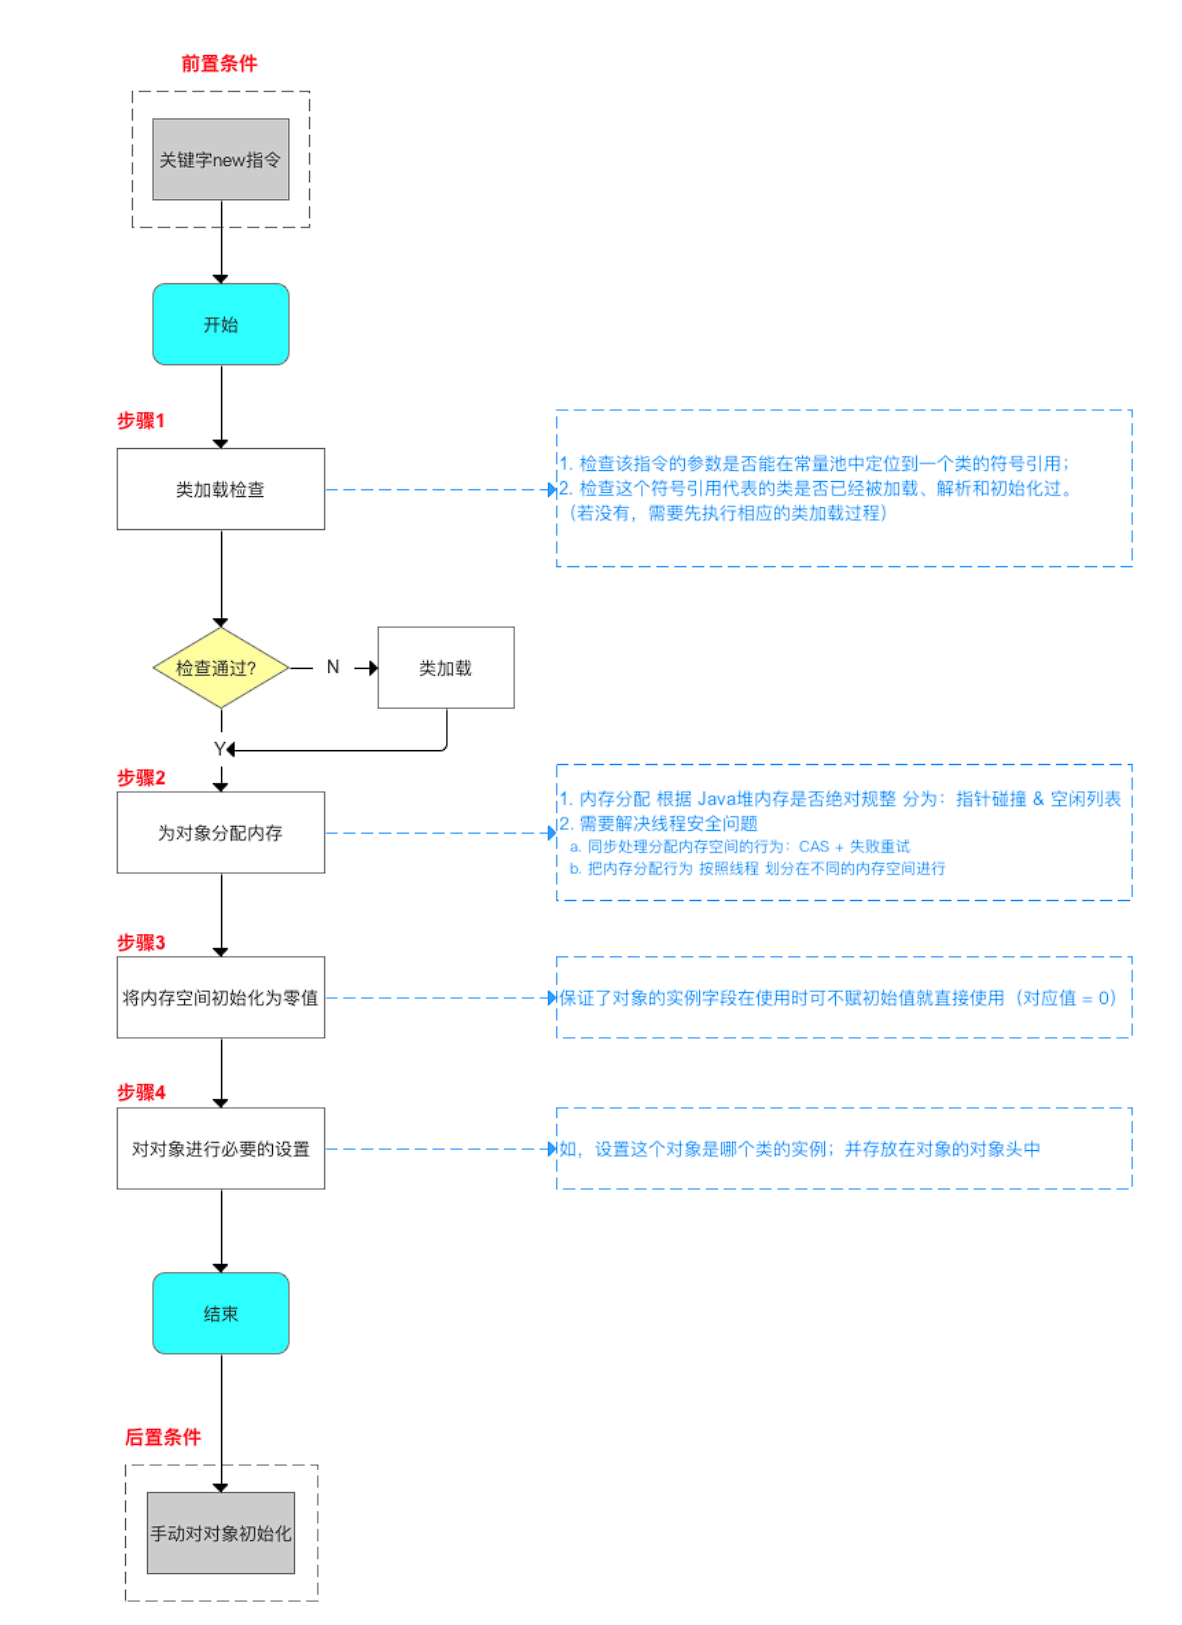 前置条件
关键字new指令
开始
步骤1
类加载检查
1. 检查该指令的参数是否能在常量池中定位到一个类的符号引用；
2. 检查这个符号引用代表的类是否已经被加载、解析和初始化过。
（若没有，需要先执行相应的类加载过程）
检查通过？
N
类加载
Y
步骤2
为对象分配内存
1. 内存分配 根据 Java堆内存是否绝对规整 分为：指针碰撞 & 空闲列表
2. 需要解决线程安全问题
a. 同步处理分配内存空间的行为：CAS + 失败重试
b. 把内存分配行为 按照线程 划分在不同的内存空间进行
步骤3
将内存空间初始化为零值
保证了对象的实例字段在使用时可不赋初始值就直接使用（对应值 = 0）
步骤4
对对象进行必要的设置
如，设置这个对象是哪个类的实例；并存放在对象的对象头中
结束
后置条件
手动对对象初始化